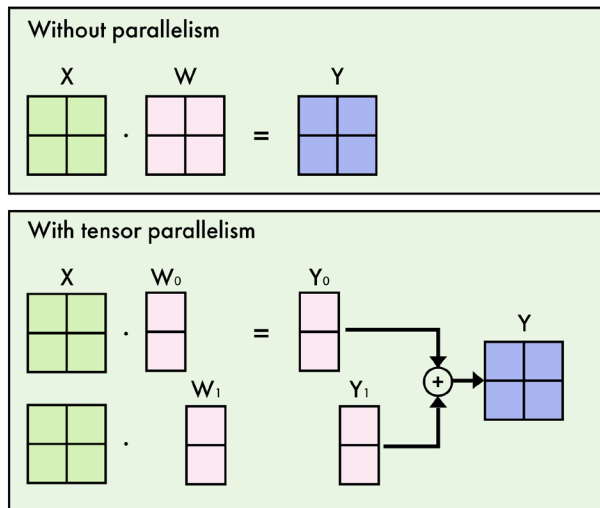 Without parallelism
X W Y
· =
With tensor parallelism
X W₀ Y₀
· =
Y
W₁ Y₁
+
·